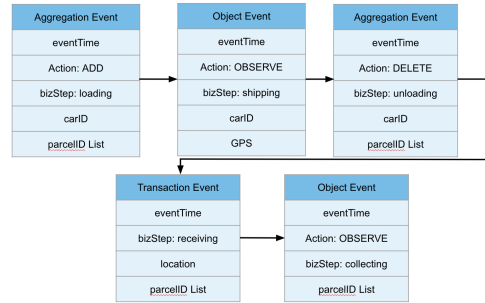 Aggregation Event
eventTime
Action: ADD
bizStep: loading
carID
parcelID List
Object Event
eventTime
Action: OBSERVE
bizStep: shipping
carID
GPS
Aggregation Event
eventTime
Action: DELETE
bizStep: unloading
carID
parcelID List
Transaction Event
eventTime
bizStep: receiving
location
parcelID List
Object Event
eventTime
Action: OBSERVE
bizStep: collecting
parcelID List